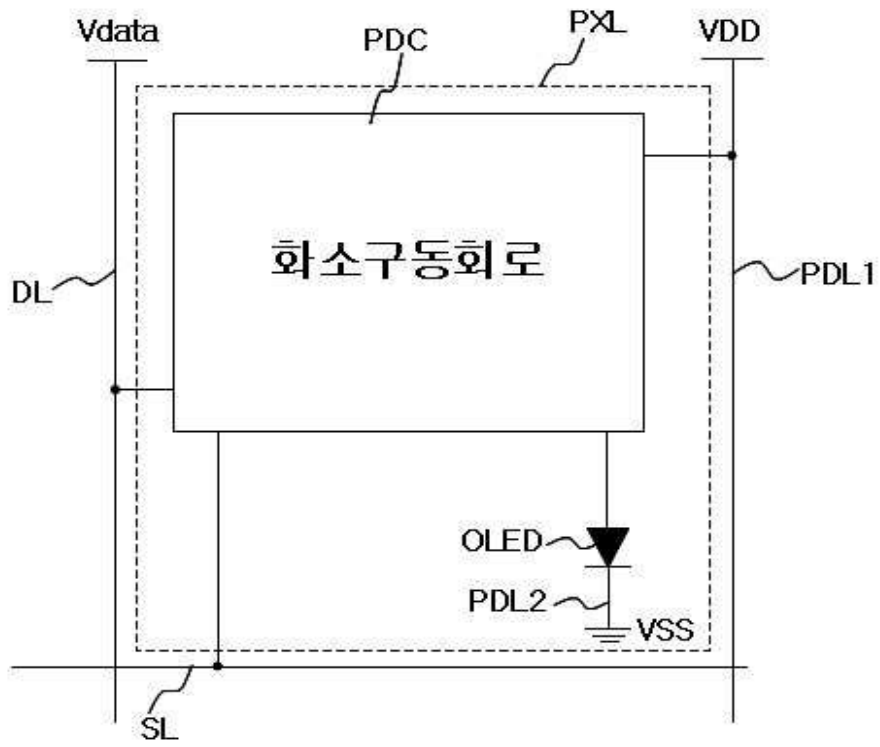 Vdata
PDC
PXL
VDD
화소구동회로
DL
PDL1
OLED
PDL2
VSS
SL